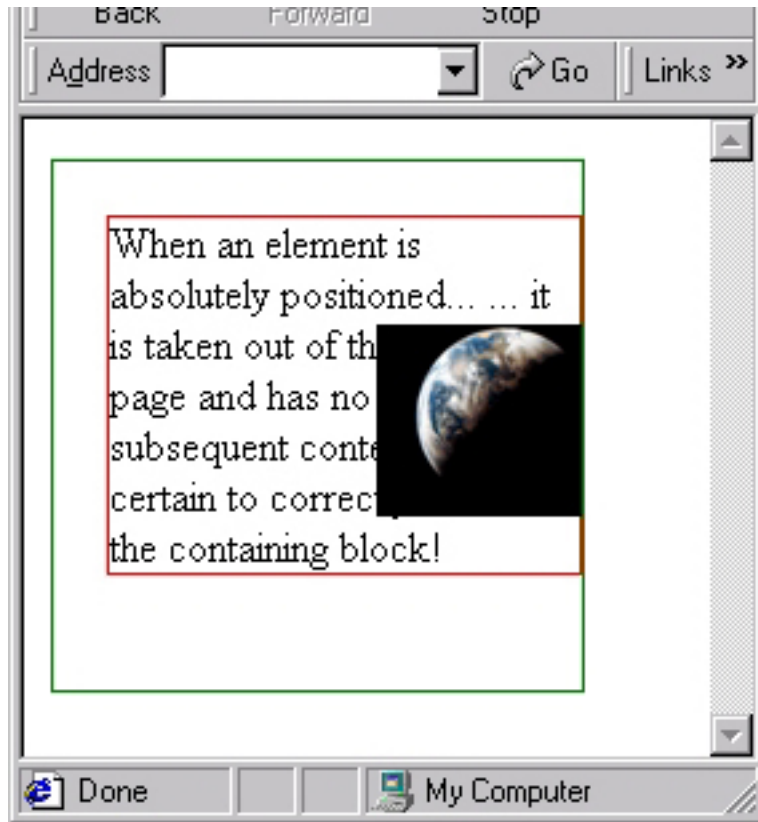 Back Forward Stop
Address Go Links »
When an element is
absolutely positioned... ... it
is taken out of th
page and has no
subsequent conte
certain to correc
the containing block!
Done My Computer